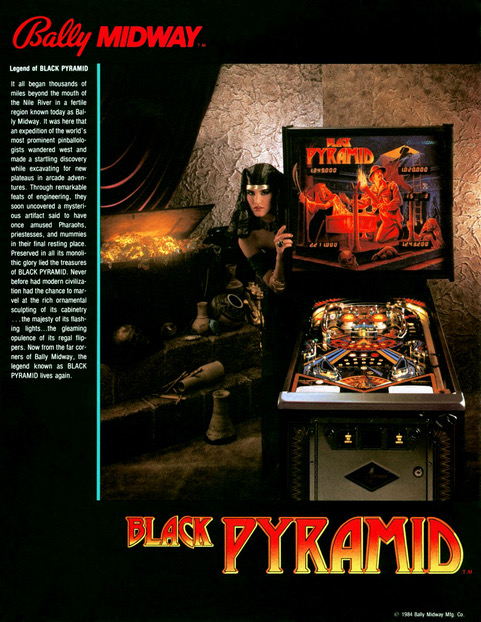 Bally MIDWAY™
Legend of BLACK PYRAMID
It all began thousands of
miles beyond the mouth of
the Nile River in a fertile
region known today as Bal-
ly Midway. It was here that
an expedition of the world's
most prominent pinballolo-
gists wandered west and
made a startling discovery
while excavating for new
plateaus in arcade adven-
tures. Through remarkable
feats of engineering, they
soon uncovered a mysteri-
ous artifact said to have
once amused Pharaohs,
priestesses, and mummies
in their final resting place.
Preserved in all its monoli-
thic glory lied the treasures
of BLACK PYRAMID. Never
before had modern civiliza-
tion had the chance to mar-
vel at the rich ornamental
sculpting of its cabinetry
...the majesty of its flash-
ing lights...the gleaming
opulence of its regal flip-
pers. Now from the far cor-
ners of Bally Midway, the
legend known as BLACK
PYRAMID lives again.
BLACK
PYRAMID
BLACK PYRAMID™
© 1984 Bally Midway Mfg. Co.